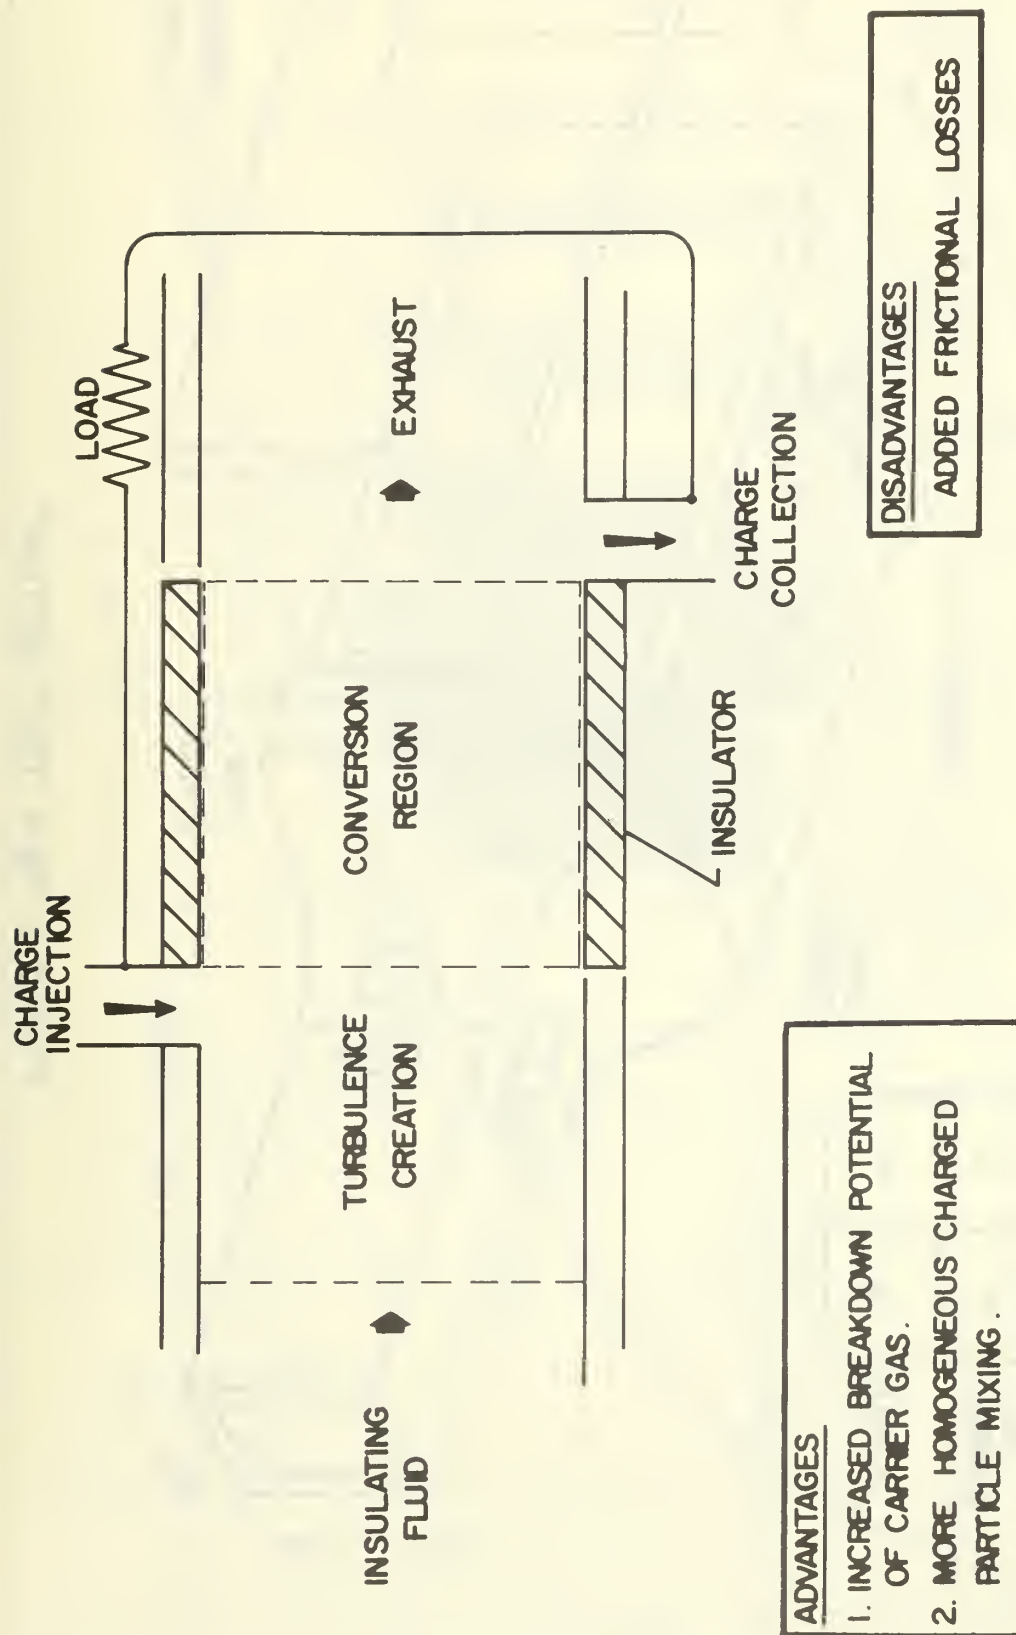 CHARGE
INJECTION
LOAD
INSULATING
FLUID
TURBULENCE
CREATION
CONVERSION
REGION
EXHAUST
INSULATOR
CHARGE
COLLECTION
ADVANTAGES
1. INCREASED BREAKDOWN POTENTIAL
OF CARRIER GAS.
2. MORE HOMOGENEOUS CHARGED
PARTICLE MIXING.
DISADVANTAGES
ADDED FRICTIONAL LOSSES